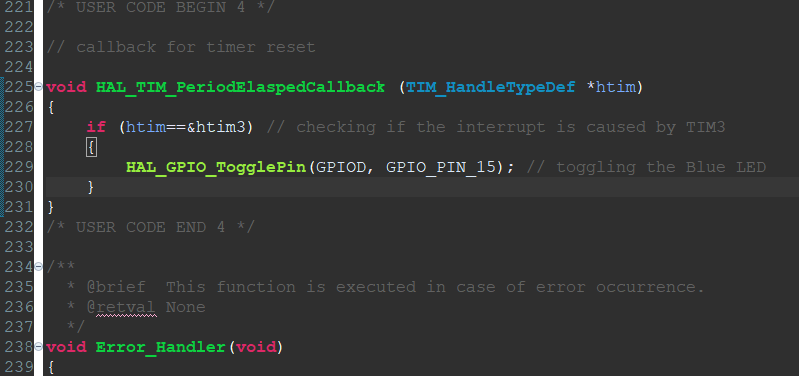 221 /* USER CODE BEGIN 4 */
222
223 // callback for timer reset
224
225 void HAL_TIM_PeriodElaspedCallback (TIM_HandleTypeDef *htim)
226 {
227     if (htim==&htim3) // checking if the interrupt is caused by TIM3
228     {
229         HAL_GPIO_TogglePin(GPIOD, GPIO_PIN_15); // toggling the Blue LED
230     }
231 }
232 /* USER CODE END 4 */
233
234 /**
235   * @brief  This function is executed in case of error occurrence.
236   * @retval None
237   */
238 void Error_Handler(void)
239 {